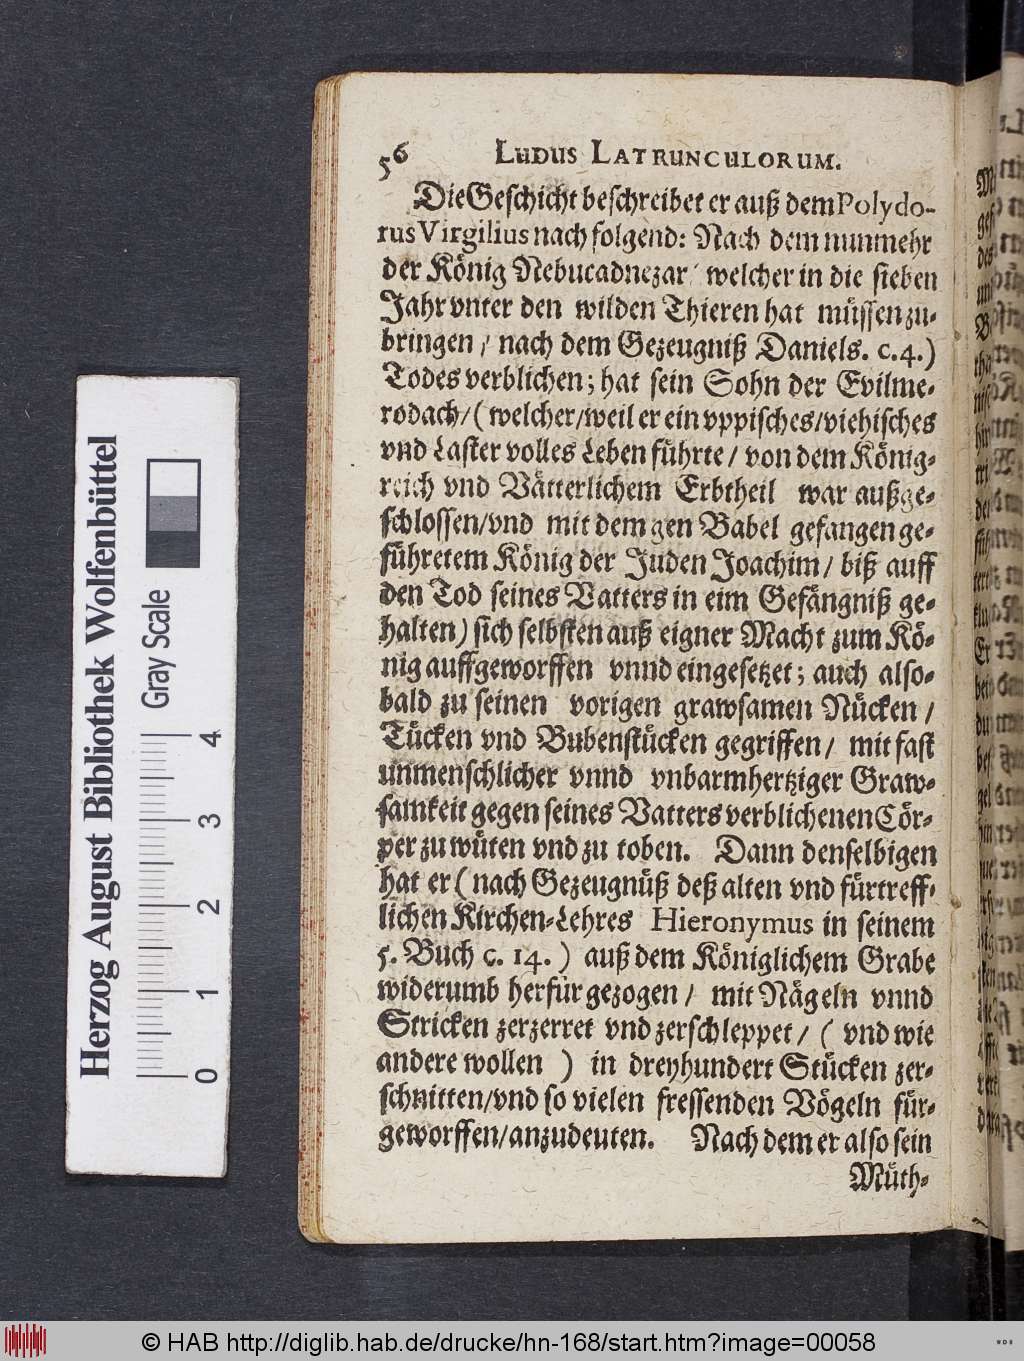 56 LUDUS LATRUNCULORUM.
Die Geschicht beschreibet er auß dem Polydo-
rus Virgilius nach folgend: Nach dem nunmehr
der König Nebucadnezar / welcher in die sieben
Jahr vnter den wilden Thieren hat müssen zu-
bringen / nach dem Gezeugniß Daniels. c.4.)
Todes verblichen; hat sein Sohn der Evilme-
rodach/ ( welcher/weil er ein vppisches/viehisches
vnd Laster volles Leben führte / von dem König-
reich vnd Vätterlichem Erbtheil war außge-
schlossen/vnd mit dem gen Babel gefangen ge-
führetem König der Juden Joachim / biß auff
den Tod seines Vatters in eim Gefängniß ge-
halten) sich selbsten auß eigner Macht zum Kö-
nig auffgeworffen vnnd eingesetzet; auch also-
bald zu seinen vorigen grawsamen Nücken /
Tücken vnd Bubenstücken gegriffen / mit fast
unmenschlicher vnnd vnbarmhertziger Graw-
samkeit gegen seines Vatters verblichenen Cör-
per zu wüten vnd zu toben. Dann denselbigen
hat er ( nach Gezeugnüß deß alten vnd fürtreff-
lichen Kirchen-Lehres Hieronymus in seinem
5. Buch c. 14. ) auß dem Königlichem Grabe
widerumb herfür gezogen / mit Nägeln vnnd
Stricken zerzerret vnd zerschleppet / ( vnd wie
andere wollen ) in dreyhundert Stücken zer-
schnitten/vnd so vielen fressenden Vögeln für-
geworffen/anzudeuten. Nach dem er also sein
Müth-
Herzog August Bibliothek Wolfenbüttel
Gray Scale
0 1 2 3 4
© HAB http://diglib.hab.de/drucke/hn-168/start.htm?image=00058